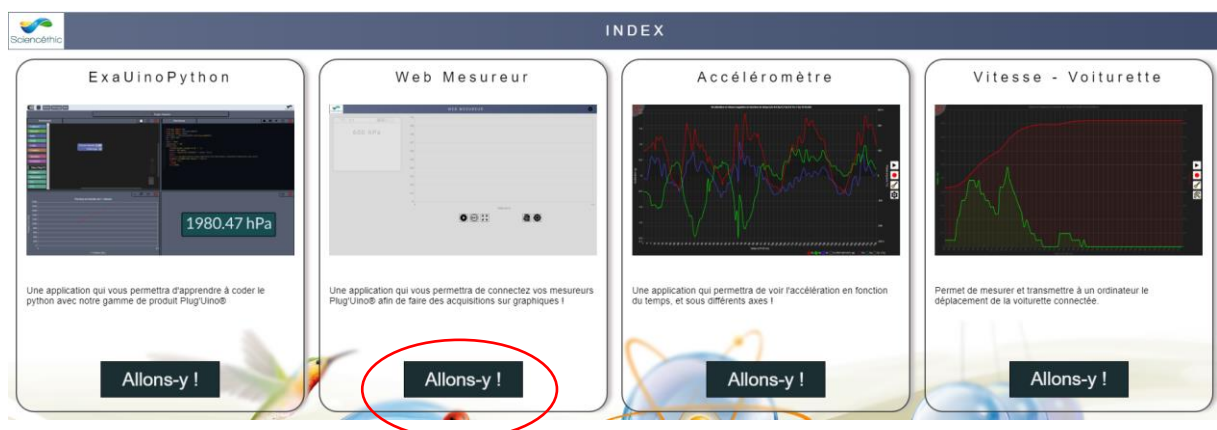 Sciencéthic
INDEX
ExaUinoPython
1980.47 hPa
Une application qui vous permettra d'apprendre à coder le
python avec notre gamme de produit Plug'Uino®
Allons-y !
Web Mesureur
WEB MESUREUR
Une application qui vous permettra de connectez vos mesureurs
Plug'Uino® afin de faire des acquisitions sur graphiques !
Allons-y !
Accéléromètre
Une application qui permettra de voir l'accélération en fonction
du temps, et sous différents axes !
Allons-y !
Vitesse - Voiturette
Permet de mesurer et transmettre à un ordinateur le
déplacement de la voiturette connectée.
Allons-y !